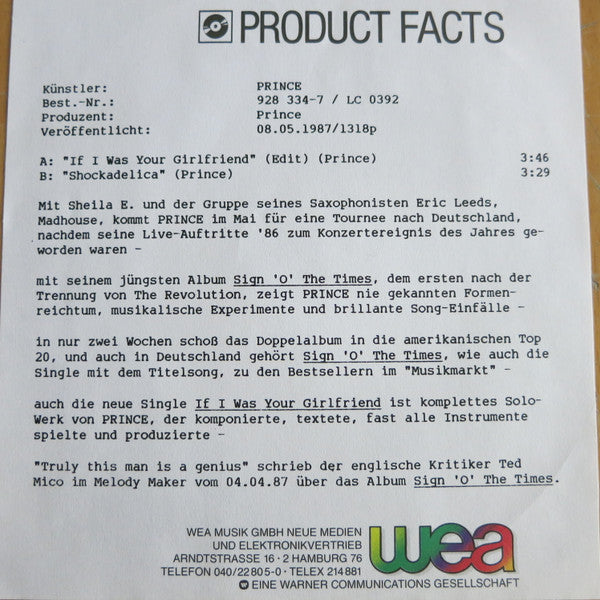 PRODUCT FACTS
Künstler: PRINCE
Best.-Nr.: 928 334-7 / LC 0392
Produzent: Prince
Veröffentlicht: 08.05.1987/1318p
A: "If I Was Your Girlfriend" (Edit) (Prince) 3:46
B: "Shockadelica" (Prince) 3:29
Mit Sheila E. und der Gruppe seines Saxophonisten Eric Leeds,
Madhouse, kommt PRINCE im Mai für eine Tournee nach Deutschland,
nachdem seine Live-Auftritte '86 zum Konzertereignis des Jahres ge-
worden waren -
mit seinem jüngsten Album Sign 'O' The Times, dem ersten nach der
Trennung von The Revolution, zeigt PRINCE nie gekannten Formen-
reichtum, musikalische Experimente und brillante Song-Einfälle -
in nur zwei Wochen schoß das Doppelalbum in die amerikanischen Top
20, und auch in Deutschland gehört Sign 'O' The Times, wie auch die
Single mit dem Titelsong, zu den Bestsellern im "Musikmarkt" -
auch die neue Single If I Was Your Girlfriend ist komplettes Solo-
Werk von PRINCE, der komponierte, textete, fast alle Instrumente
spielte und produzierte -
"Truly this man is a genius" schrieb der englische Kritiker Ted
Mico im Melody Maker vom 04.04.87 über das Album Sign 'O' The Times.
WEA MUSIK GMBH NEUE MEDIEN
UND ELEKTRONIKVERTRIEB
ARNDTSTRASSE 16 · 2 HAMBURG 76
TELEFON 040/22 80 5-0 · TELEX 214 881
wea
EINE WARNER COMMUNICATIONS GESELLSCHAFT